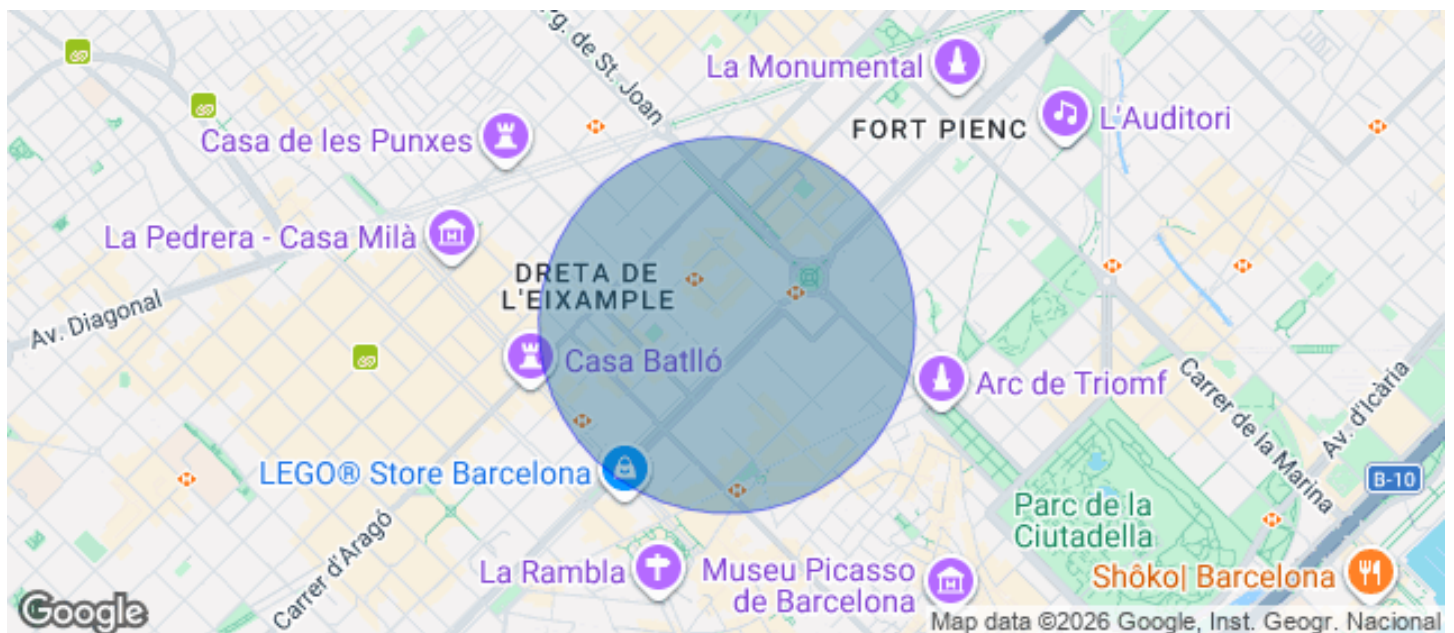 g. de St. Joan
La Monumental
L'Auditori
FORT PIENC
Casa de les Punxes
La Pedrera - Casa Milà
DRETA DE
L'EIXAMPLE
Av. Diagonal
Casa Batlló
Arc de Triomf
Carrer de la Marina
Av. d'Icària
LEGO® Store Barcelona
B-10
Carrer d'Aragó
Parc de la
Ciutadella
La Rambla
Museu Picasso
de Barcelona
Shôko| Barcelona
Google
Map data ©2026 Google, Inst. Geogr. Nacional